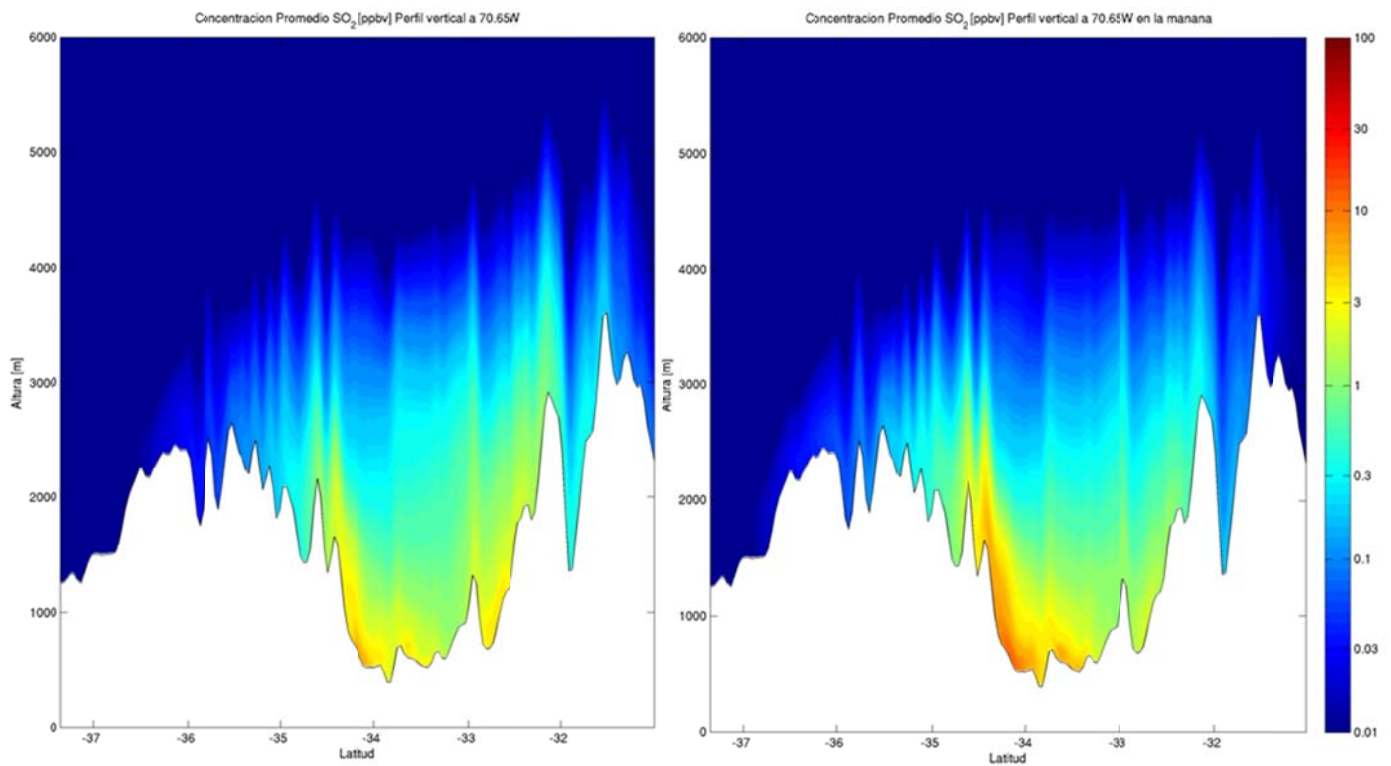 Concentracion Promedio SO2 [ppbv] Perfil vertical a 70.65W
6000
5000
4000
3000
2000
1000
0
Altura [m]
-37 -36 -35 -34 -33 -32
Latitud
Concentracion Promedio SO2 [ppbv] Perfil vertical a 70.65W en la manana
6000
5000
4000
3000
2000
1000
0
Altura [m]
-37 -36 -35 -34 -33 -32
Latitud
100
30
10
3
1
0.3
0.1
0.03
0.01